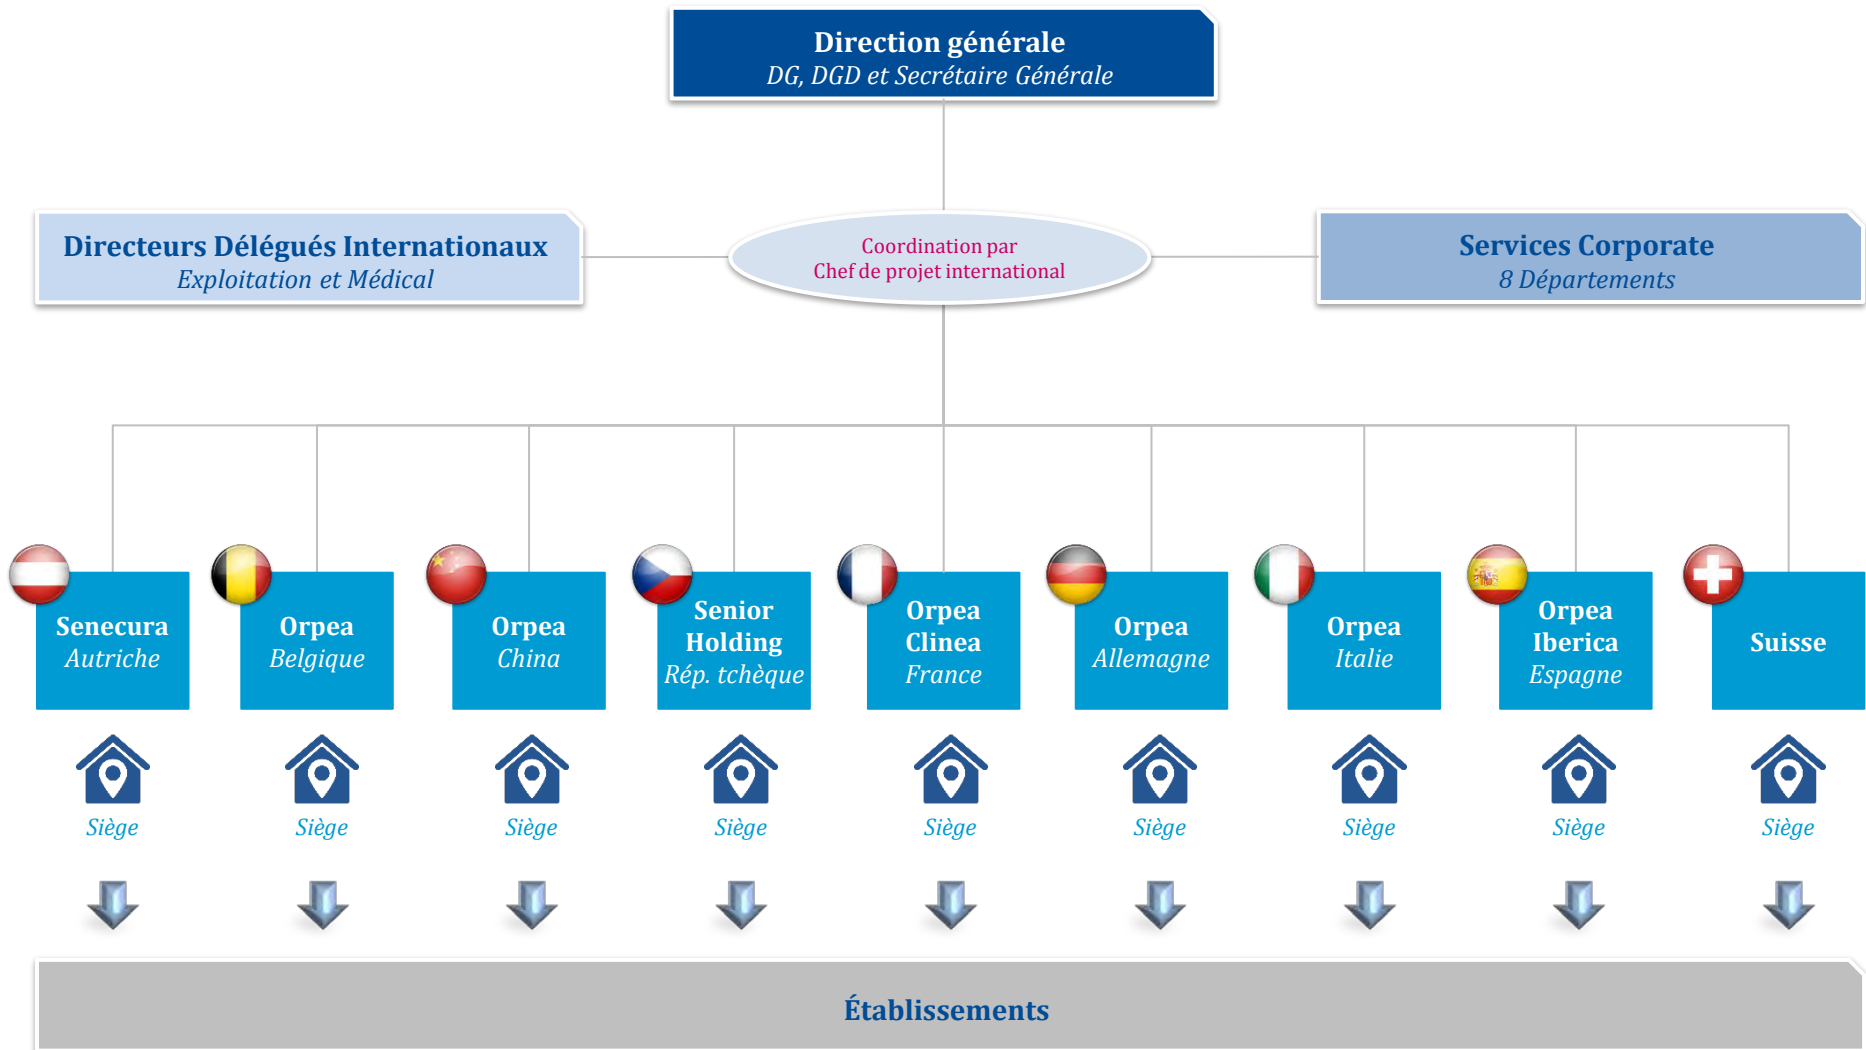 Direction générale
DG, DGD et Secrétaire Générale
Directeurs Délégués Internationaux
Exploitation et Médical
Coordination par
Chef de projet international
Services Corporate
8 Départements
Senecura
Autriche
Orpea
Belgique
Orpea
China
Senior
Holding
Rép. tchèque
Orpea
Clinea
France
Orpea
Allemagne
Orpea
Italie
Orpea
Iberica
Espagne
Suisse
Siège
Siège
Siège
Siège
Siège
Siège
Siège
Siège
Siège
Établissements